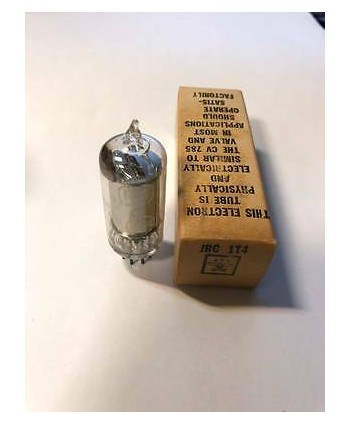 THIS ELECTRON
TUBE IS
PHYSICALLY
AND
ELECTRICALLY
SIMILAR TO
THE CV 785
VALVE AND
IN MOST
APPLICATIONS
SHOULD
OPERATE
SATIS-
FACTORILY
JRC 1T4